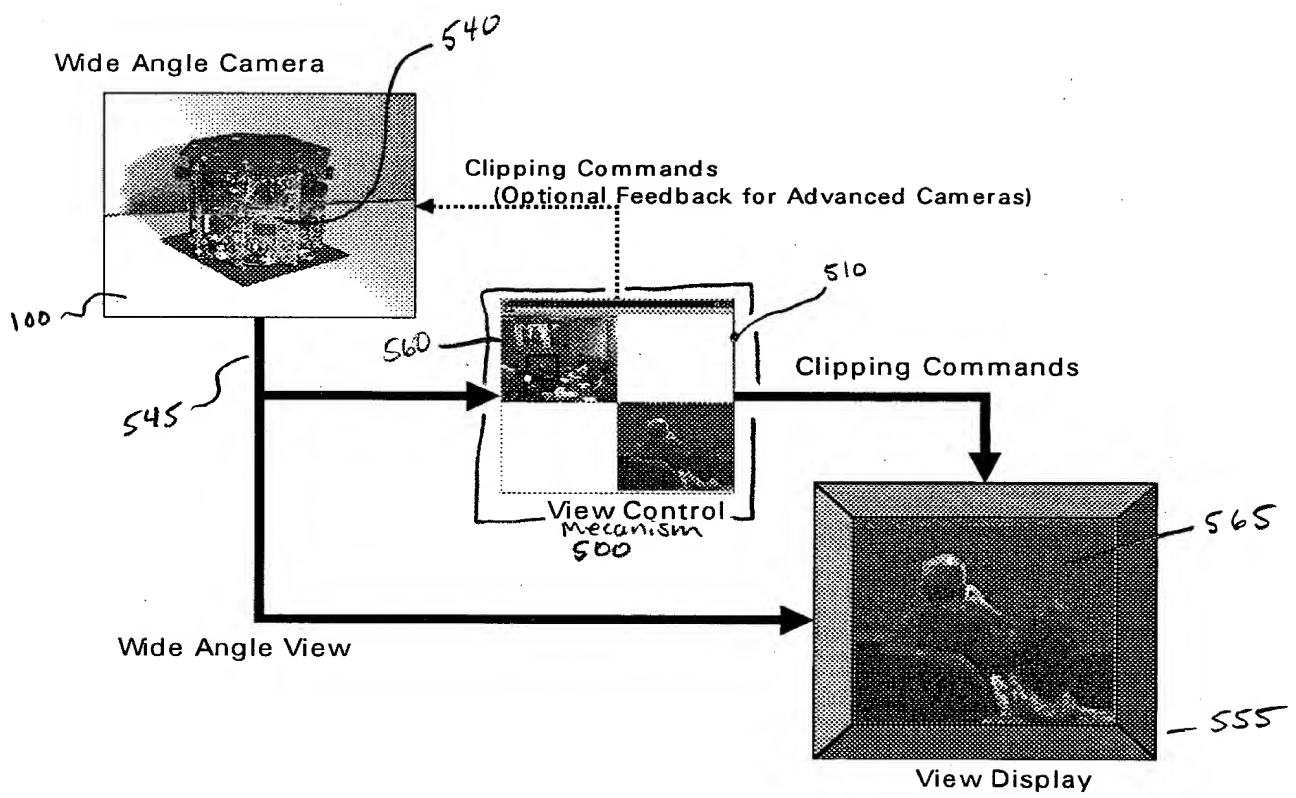 540
Wide Angle Camera
Clipping Commands
(Optional Feedback for Advanced Cameras)
510
100
560
Clipping Commands
545
View Control
Mecanism
500
565
Wide Angle View
555
View Display